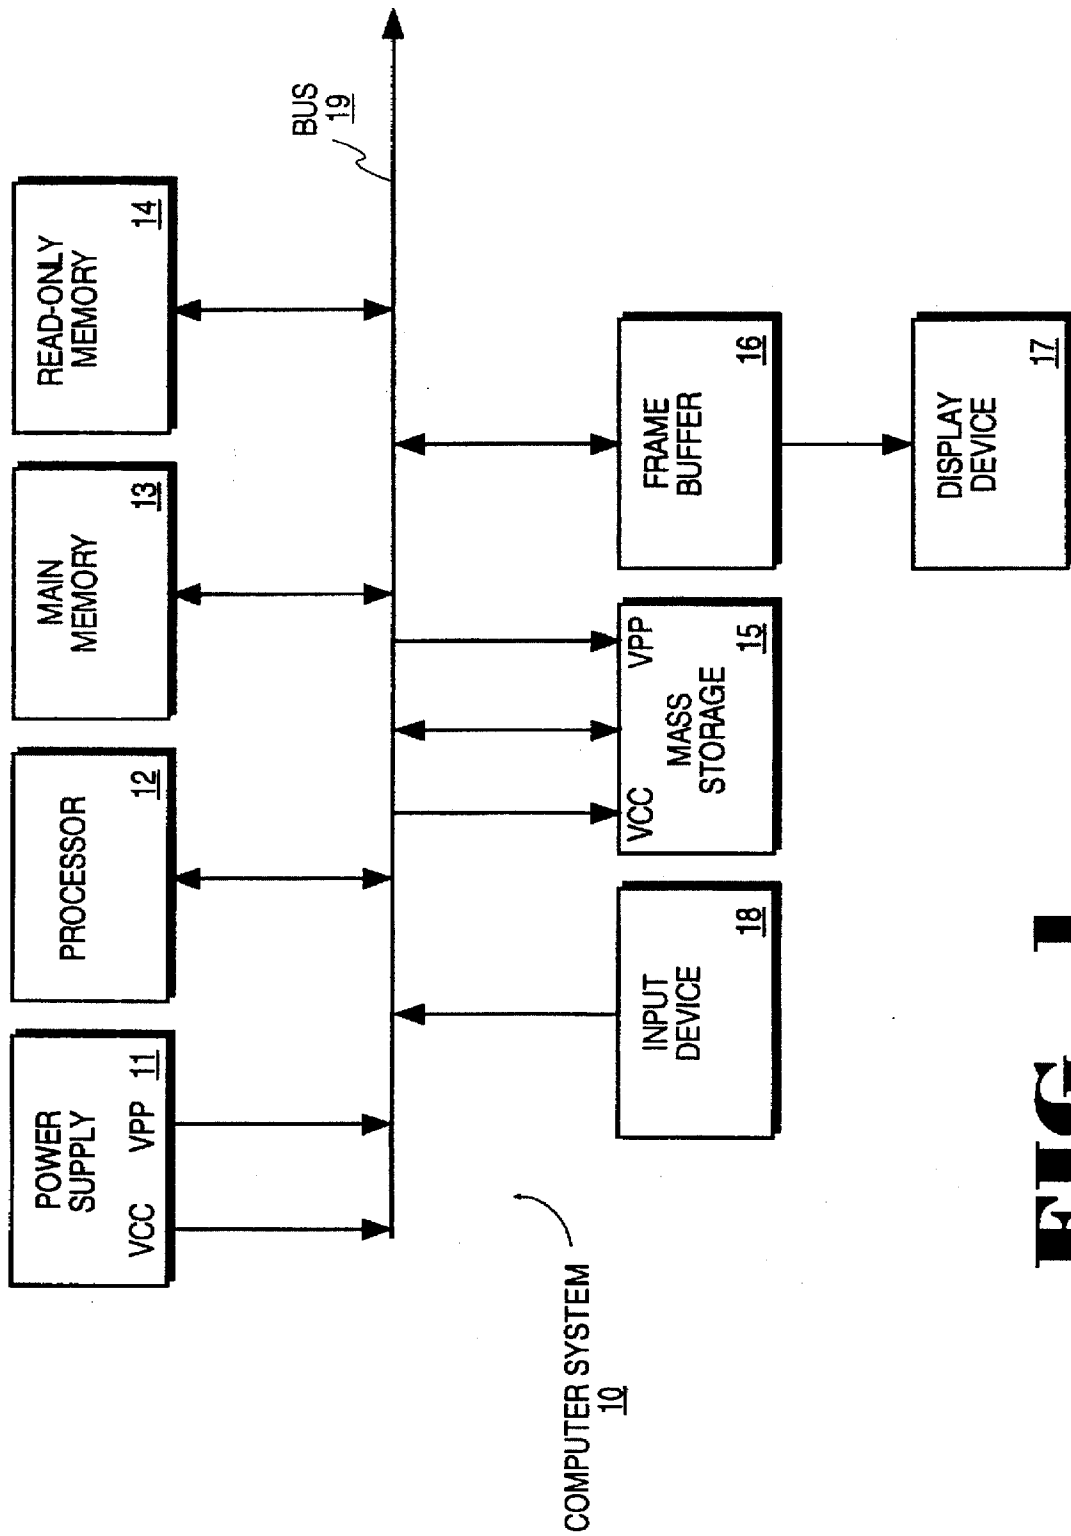 POWER
SUPPLY
VCC VPP 11
PROCESSOR
12
MAIN
MEMORY
13
READ-ONLY
MEMORY
14
BUS
19
INPUT
DEVICE
18
VCC VPP
MASS
STORAGE
15
FRAME
BUFFER
16
DISPLAY
DEVICE
17
COMPUTER SYSTEM
10
FIG. 1